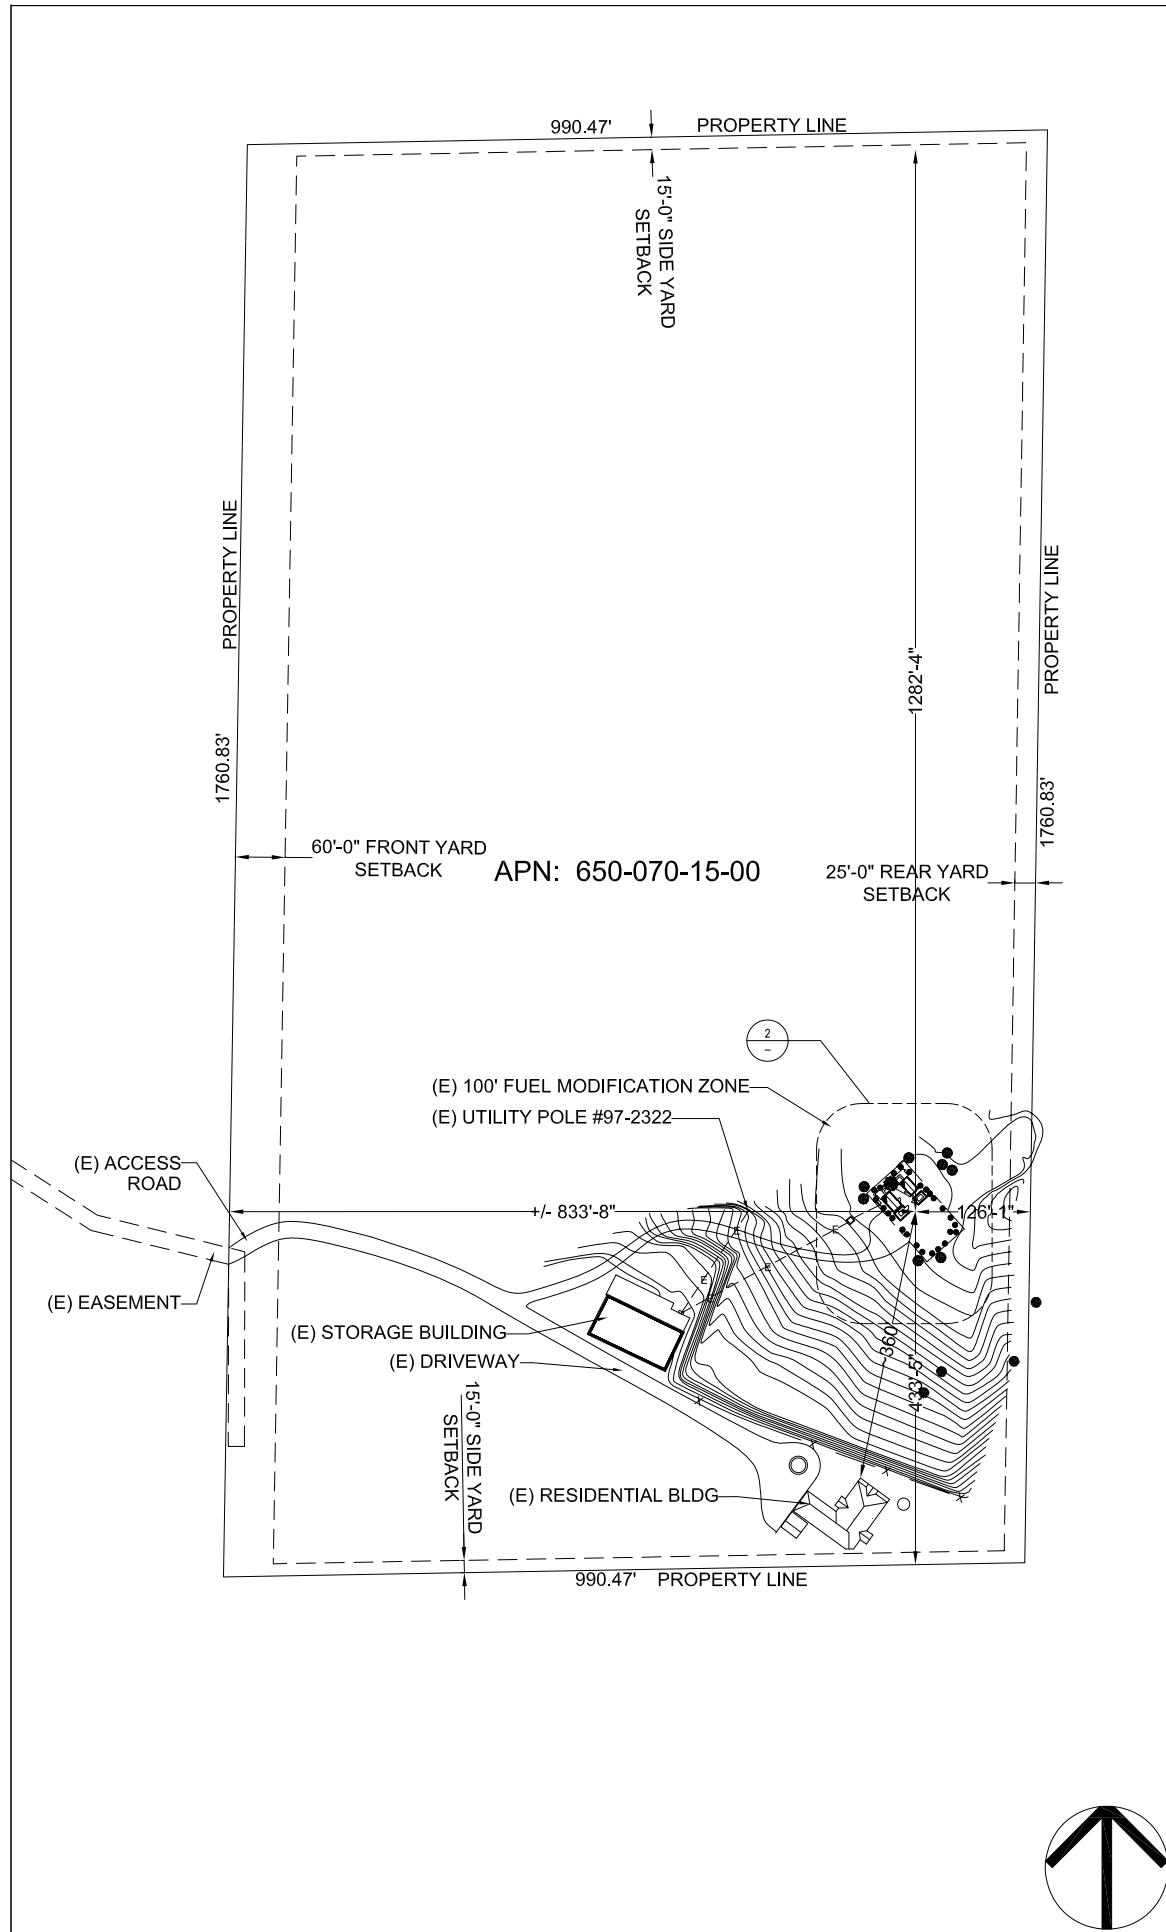 990.47'
PROPERTY LINE
15'-0" SIDE YARD
SETBACK
PROPERTY LINE
PROPERTY LINE
1282'-4"
1760.83'
1760.83'
60'-0" FRONT YARD
SETBACK
APN: 650-070-15-00
25'-0" REAR YARD
SETBACK
2
–
(E) 100' FUEL MODIFICATION ZONE
(E) UTILITY POLE #97-2322
(E) ACCESS
ROAD
+/- 833'-8"
126'-1"
E
E
E
E
E
(E) EASEMENT
(E) STORAGE BUILDING
(E) DRIVEWAY
~360'
433'-5"
15'-0" SIDE YARD
SETBACK
(E) RESIDENTIAL BLDG
990.47' PROPERTY LINE